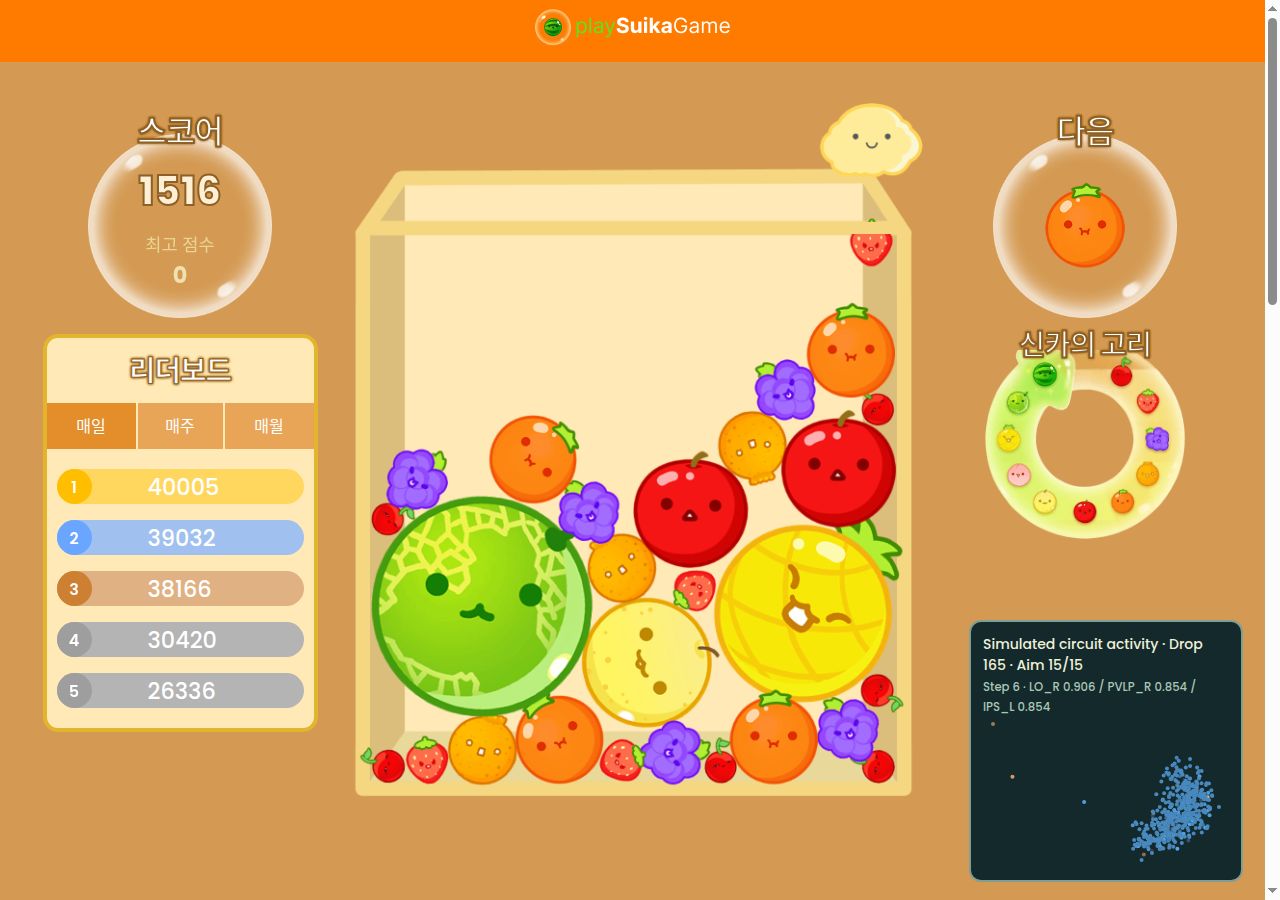 playSuikaGame
스코어
1516
최고 점수
0
리더보드
매일 매주 매월
1 40005
2 39032
3 38166
4 30420
5 26336
다음
신카의 고리
Simulated circuit activity · Drop
165 · Aim 15/15
Step 6 · LO_R 0.906 / PVLP_R 0.854 /
IPS_L 0.854